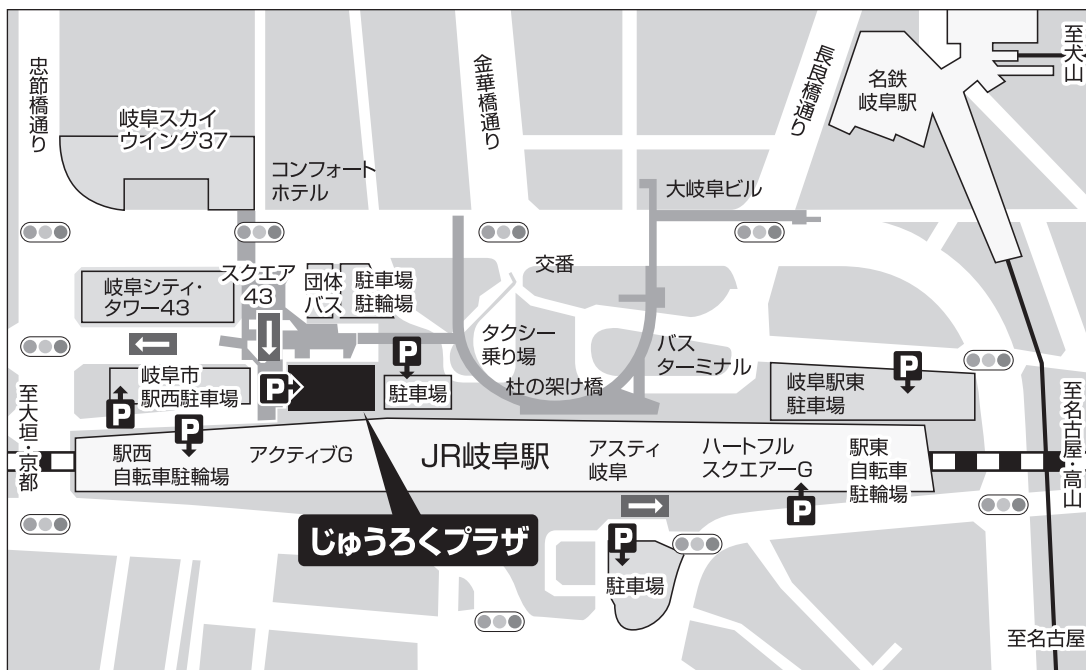 忠節橋通り
金華橋通り
長良橋通り
名鉄
岐阜駅
至犬山
岐阜スカイ
ウイング37
コンフォート
ホテル
大岐阜ビル
岐阜シティ・
タワー43
スクエア
43
団体
バス
駐車場
駐輪場
交番
タクシー
乗り場
バス
ターミナル
杜の架け橋
P
P
岐阜市
駅西駐車場
P
P
駐車場
岐阜駅東
駐車場
至大垣・京都
P
駅西
自転車駐輪場
アクティブG
JR岐阜駅
アスティ
岐阜
ハートフル
スクエアーG
駅東
自転車
駐輪場
至名古屋・高山
P
じゅうろくプラザ
P
駐車場
至名古屋